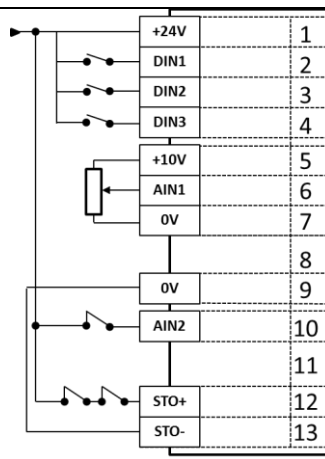 +24V 1
DIN1 2
DIN2 3
DIN3 4
+10V 5
AIN1 6
0V 7
8
0V 9
AIN2 10
11
STO+ 12
STO- 13